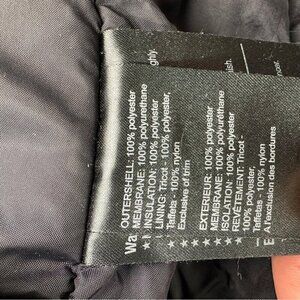 OUTERSHELL: 100% polyester
MEMBRANE: 100% polyurethane
INSULATION: 100% polyester
LINING: Tricot - 100% polyester,
Taffeta - 100% nylon
Exclusive of trim
EXTERIEUR: 100% polyester
MEMBRANE: 100% polyuréthane
ISOLATION: 100% polyester
REVÊTEMENT: Tricot -
100% polyester,
Taffetas - 100% nylon
À l'exclusion des bordures